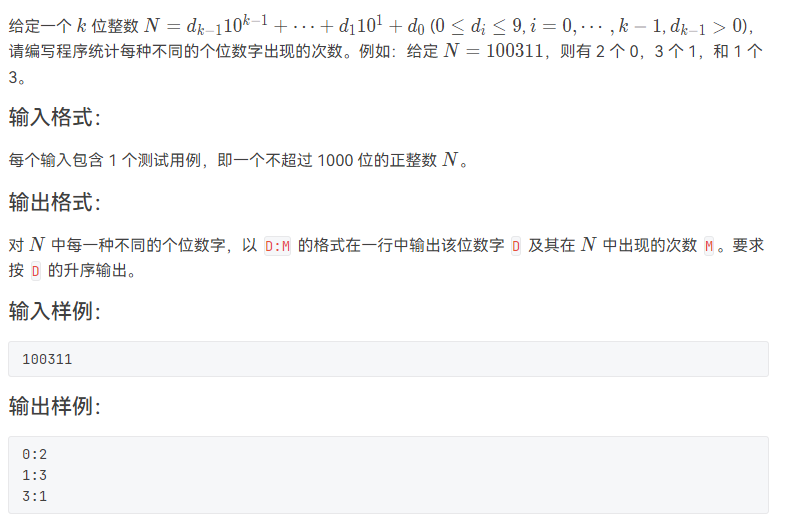 给定一个 k 位整数 N = d_{k-1}10^{k-1} + ⋯ + d_1 10^1 + d_0 (0 ≤ d_i ≤ 9, i = 0, ⋯ , k − 1, d_{k-1} > 0),
请编写程序统计每种不同的个位数字出现的次数。例如：给定 N = 100311，则有 2 个 0，3 个 1，和 1 个
3。
输入格式：
每个输入包含 1 个测试用例，即一个不超过 1000 位的正整数 N。
输出格式：
对 N 中每一种不同的个位数字，以 D:M 的格式在一行中输出该位数字 D 及其在 N 中出现的次数 M。要求
按 D 的升序输出。
输入样例：
100311
输出样例：
0:2
1:3
3:1